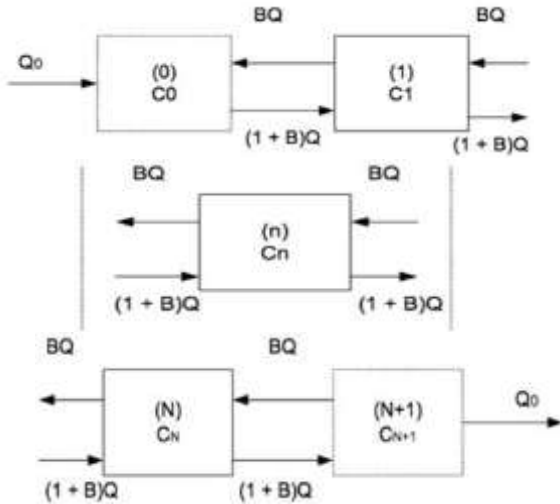 BQ BQ
Q0 (0) (1)
C0 C1
(1 + B)Q (1 + B)Q
BQ BQ
(n)
Cn
(1 + B)Q (1 + B)Q
BQ BQ
(N) (N+1) Q0
CN CN+1
(1 + B)Q (1 + B)Q